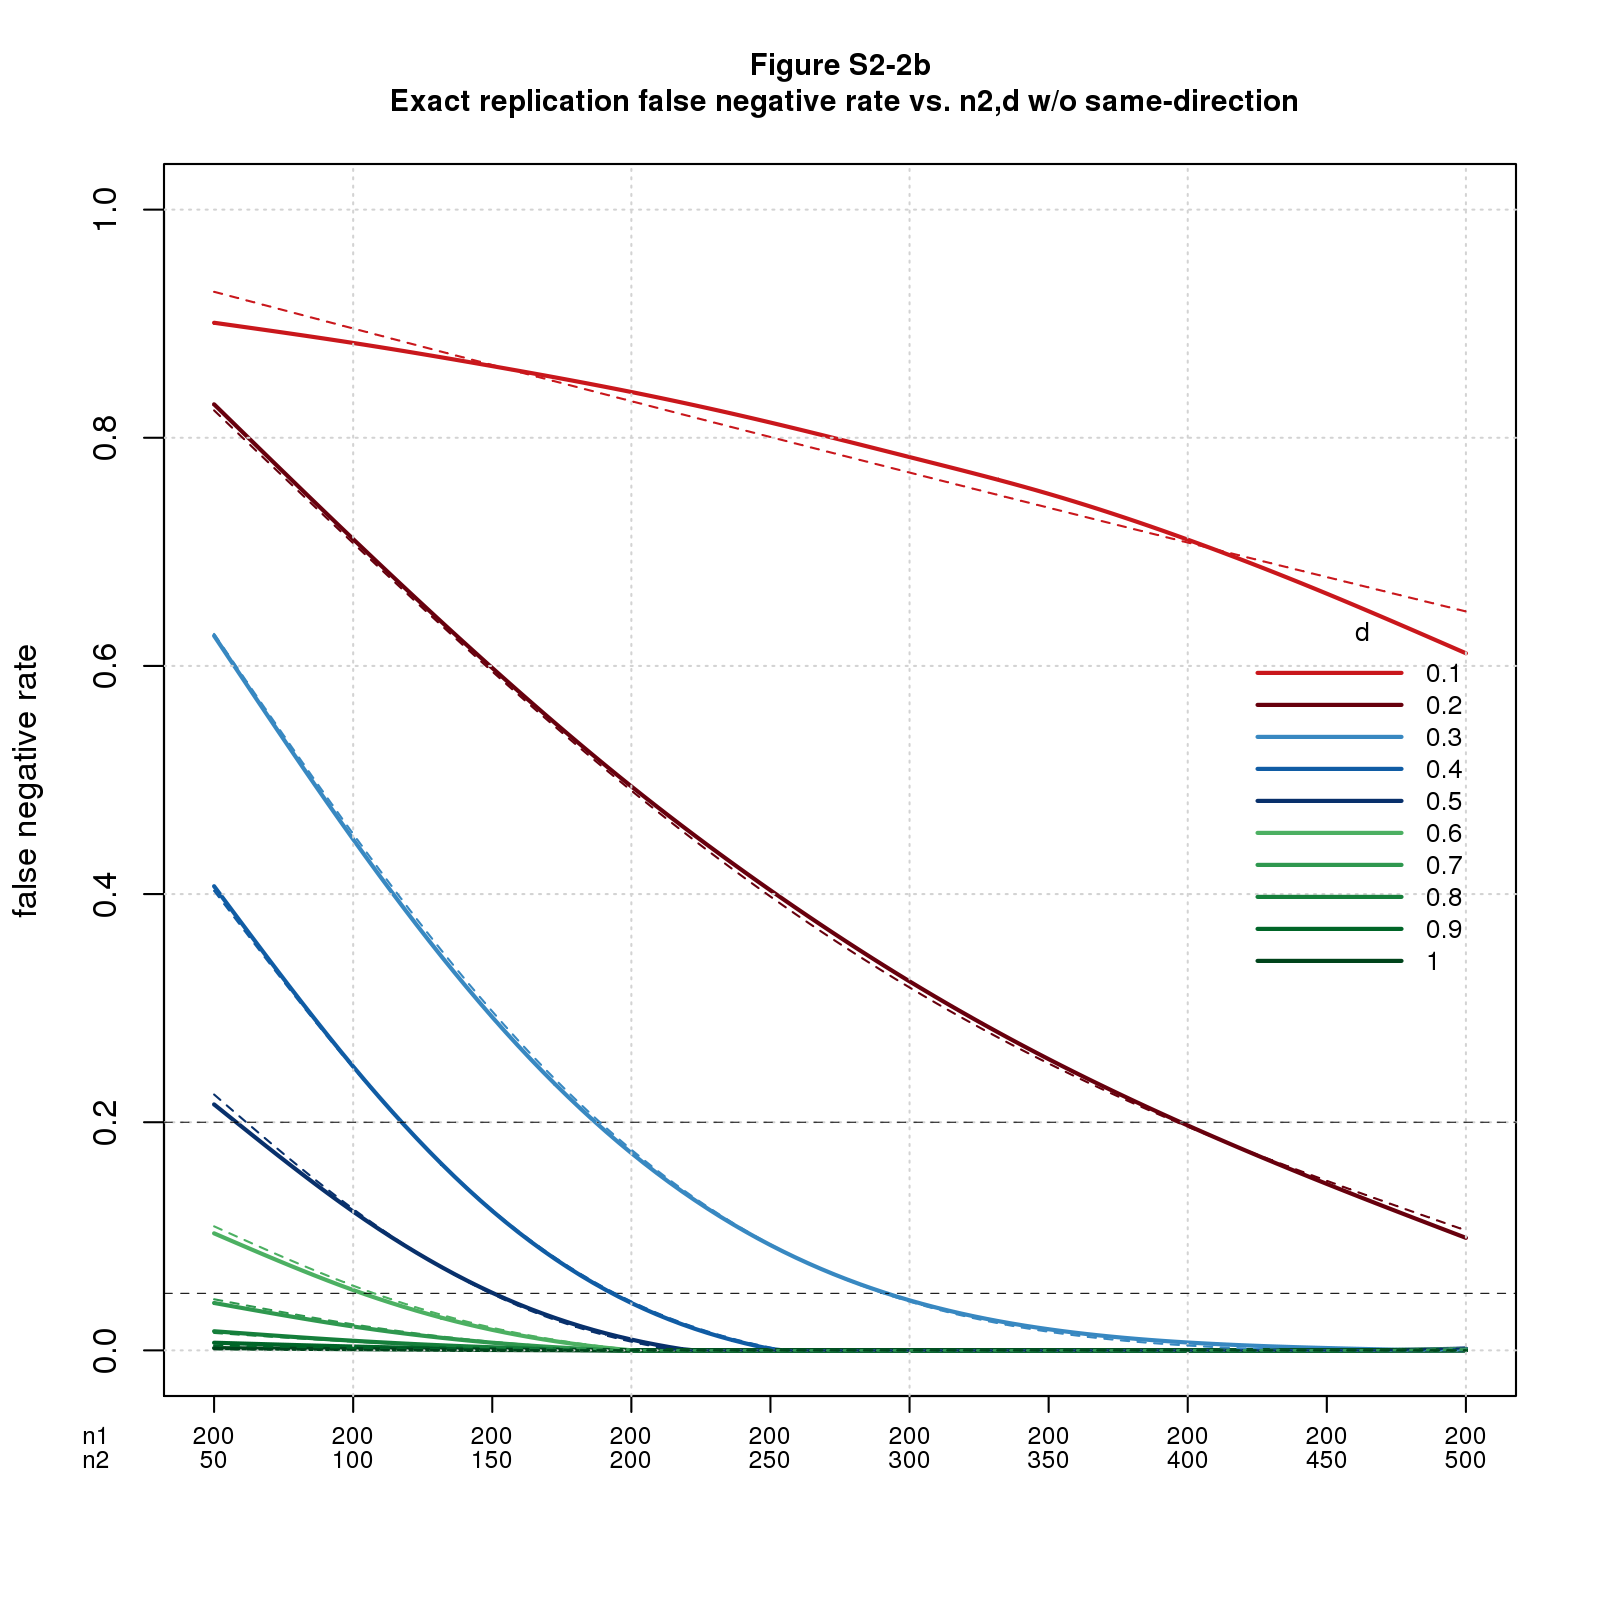 Figure S2-2b
Exact replication false negative rate vs. n2,d w/o same-direction
false negative rate
1.0
0.8
0.6
0.4
0.2
0.0
d
0.1
0.2
0.3
0.4
0.5
0.6
0.7
0.8
0.9
1
n1 200 200 200 200 200 200 200 200 200 200
n2 50 100 150 200 250 300 350 400 450 500